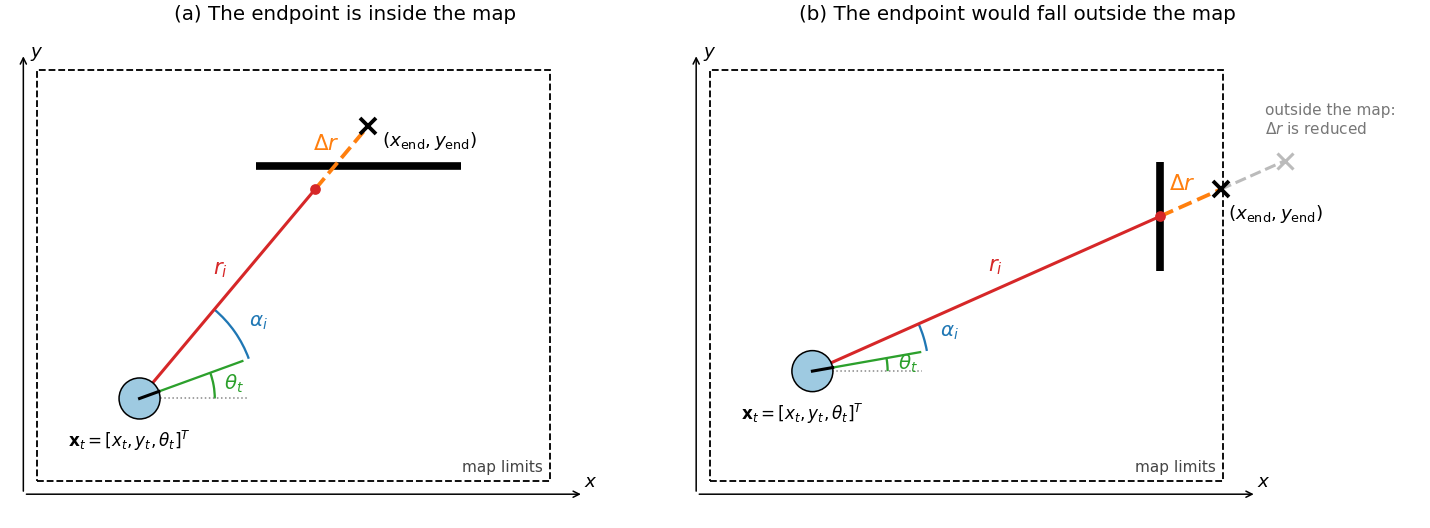 (a) The endpoint is inside the map
y
Δr
(x_end, y_end)
r_i
α_i
θ_t
x_t = [x_t, y_t, θ_t]^T
map limits
x
(b) The endpoint would fall outside the map
y
outside the map:
Δr is reduced
Δr
(x_end, y_end)
r_i
α_i
θ_t
x_t = [x_t, y_t, θ_t]^T
map limits
x